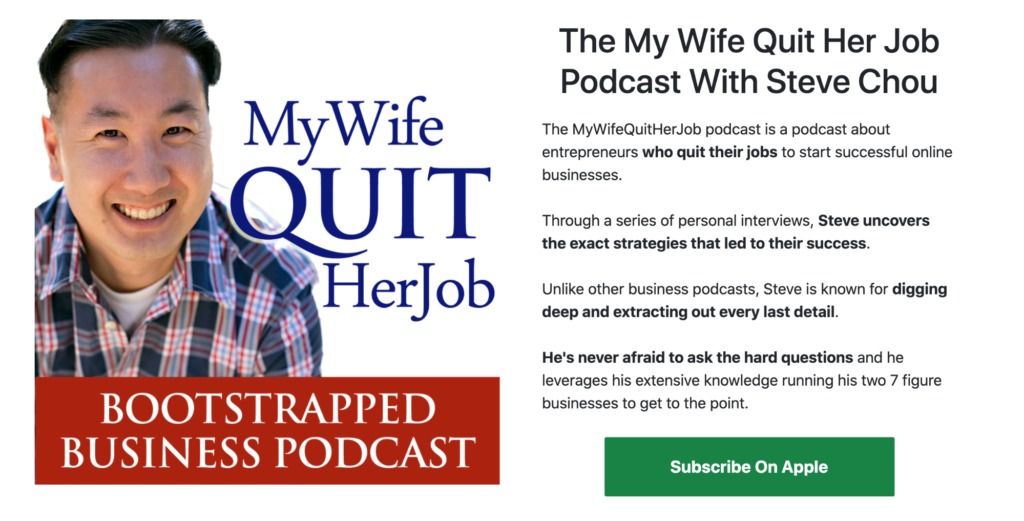 MyWife
QUIT
HerJob
BOOTSTRAPPED
BUSINESS PODCAST
The My Wife Quit Her Job
Podcast With Steve Chou
The MyWifeQuitHerJob podcast is a podcast about
entrepreneurs who quit their jobs to start successful online
businesses.
Through a series of personal interviews, Steve uncovers
the exact strategies that led to their success.
Unlike other business podcasts, Steve is known for digging
deep and extracting out every last detail.
He's never afraid to ask the hard questions and he
leverages his extensive knowledge running his two 7 figure
businesses to get to the point.
Subscribe On Apple